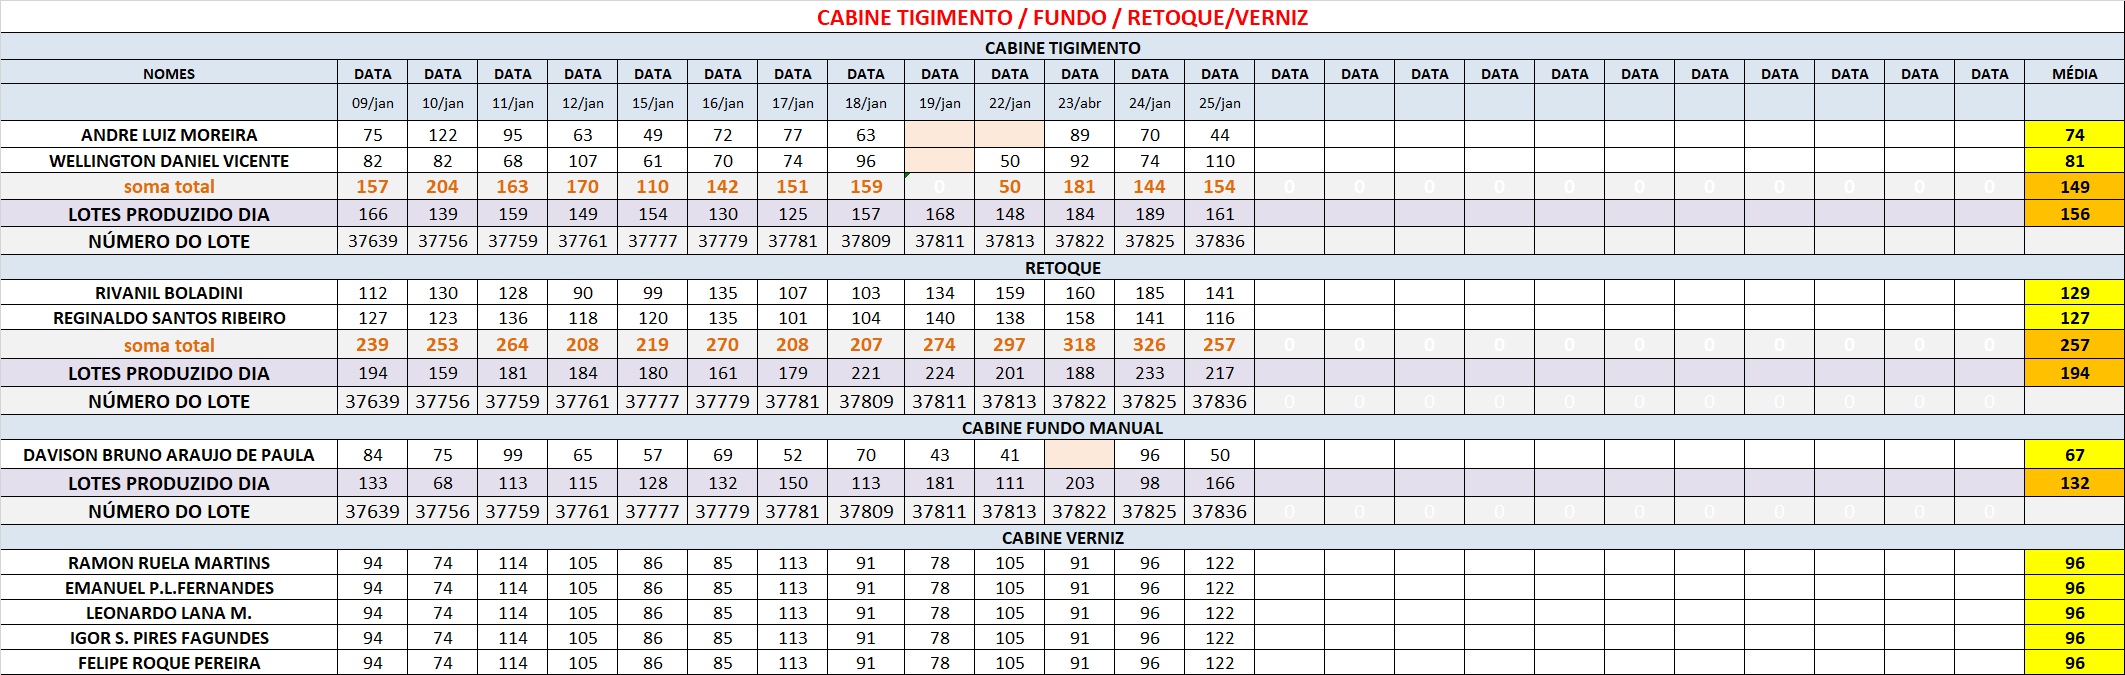 CABINE TIGIMENTO / FUNDO / RETOQUE/VERNIZ
CABINE TIGIMENTO
NOMES DATA DATA DATA DATA DATA DATA DATA DATA DATA DATA DATA DATA DATA DATA DATA DATA DATA DATA DATA DATA DATA DATA DATA DATA MÉDIA
09/jan 10/jan 11/jan 12/jan 15/jan 16/jan 17/jan 18/jan 19/jan 22/jan 23/abr 24/jan 25/jan
ANDRE LUIZ MOREIRA 75 122 95 63 49 72 77 63 89 70 44 74
WELLINGTON DANIEL VICENTE 82 82 68 107 61 70 74 96 50 92 74 110 81
soma total 157 204 163 170 110 142 151 159 0 50 181 144 154 0 0 0 0 0 0 0 0 0 0 0 149
LOTES PRODUZIDO DIA 166 139 159 149 154 130 125 157 168 148 184 189 161 156
NÚMERO DO LOTE 37639 37756 37759 37761 37777 37779 37781 37809 37811 37813 37822 37825 37836
RETOQUE
RIVANIL BOLADINI 112 130 128 90 99 135 107 103 134 159 160 185 141 129
REGINALDO SANTOS RIBEIRO 127 123 136 118 120 135 101 104 140 138 158 141 116 127
soma total 239 253 264 208 219 270 208 207 274 297 318 326 257 0 0 0 0 0 0 0 0 0 0 0 257
LOTES PRODUZIDO DIA 194 159 181 184 180 161 179 221 224 201 188 233 217 194
NÚMERO DO LOTE 37639 37756 37759 37761 37777 37779 37781 37809 37811 37813 37822 37825 37836 0 0 0 0 0 0 0 0 0 0 0
CABINE FUNDO MANUAL
DAVISON BRUNO ARAUJO DE PAULA 84 75 99 65 57 69 52 70 43 41 96 50 67
LOTES PRODUZIDO DIA 133 68 113 115 128 132 150 113 181 111 203 98 166 132
NÚMERO DO LOTE 37639 37756 37759 37761 37777 37779 37781 37809 37811 37813 37822 37825 37836 0 0 0 0 0 0 0 0 0 0 0
CABINE VERNIZ
RAMON RUELA MARTINS 94 74 114 105 86 85 113 91 78 105 91 96 122 96
EMANUEL P.L.FERNANDES 94 74 114 105 86 85 113 91 78 105 91 96 122 96
LEONARDO LANA M. 94 74 114 105 86 85 113 91 78 105 91 96 122 96
IGOR S. PIRES FAGUNDES 94 74 114 105 86 85 113 91 78 105 91 96 122 96
FELIPE ROQUE PEREIRA 94 74 114 105 86 85 113 91 78 105 91 96 122 96